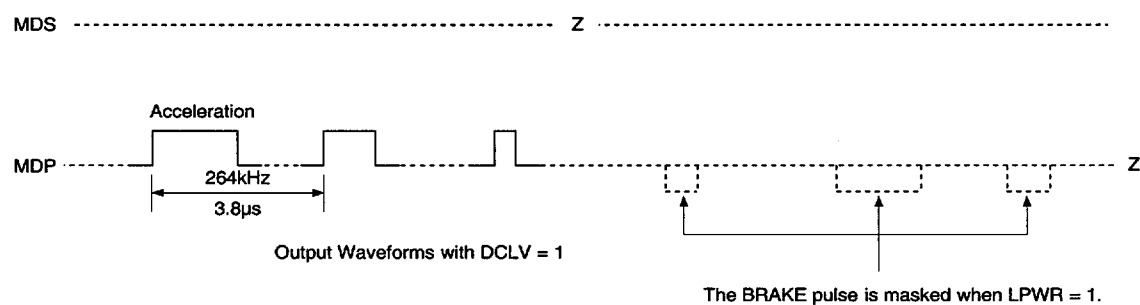 MDS
Z
Acceleration
MDP
Z
264kHz
3.8µs
Output Waveforms with DCLV = 1
The BRAKE pulse is masked when LPWR = 1.